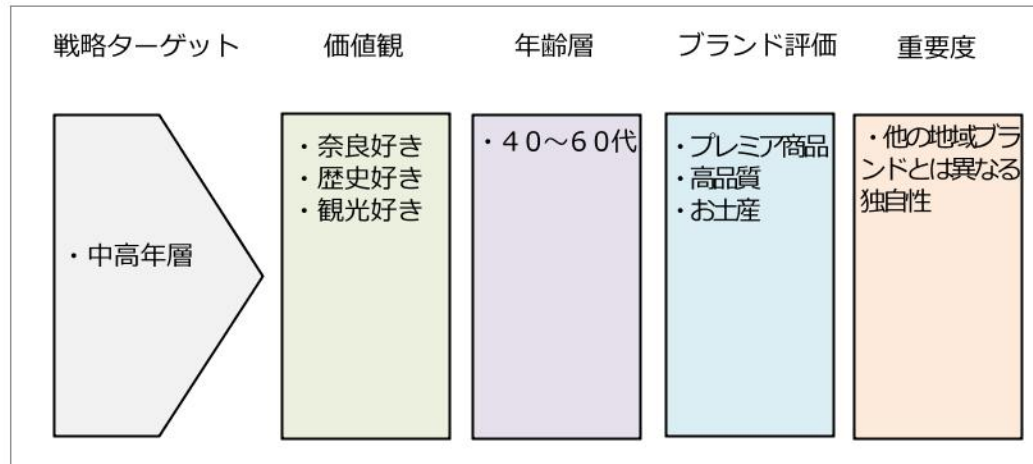 戦略ターゲット
価値観
年齢層
ブランド評価
重要度
・中高年層
・奈良好き
・歴史好き
・観光好き
・４０～６０代
・プレミア商品
・高品質
・お土産
・他の地域ブラ
ンドとは異なる
独自性